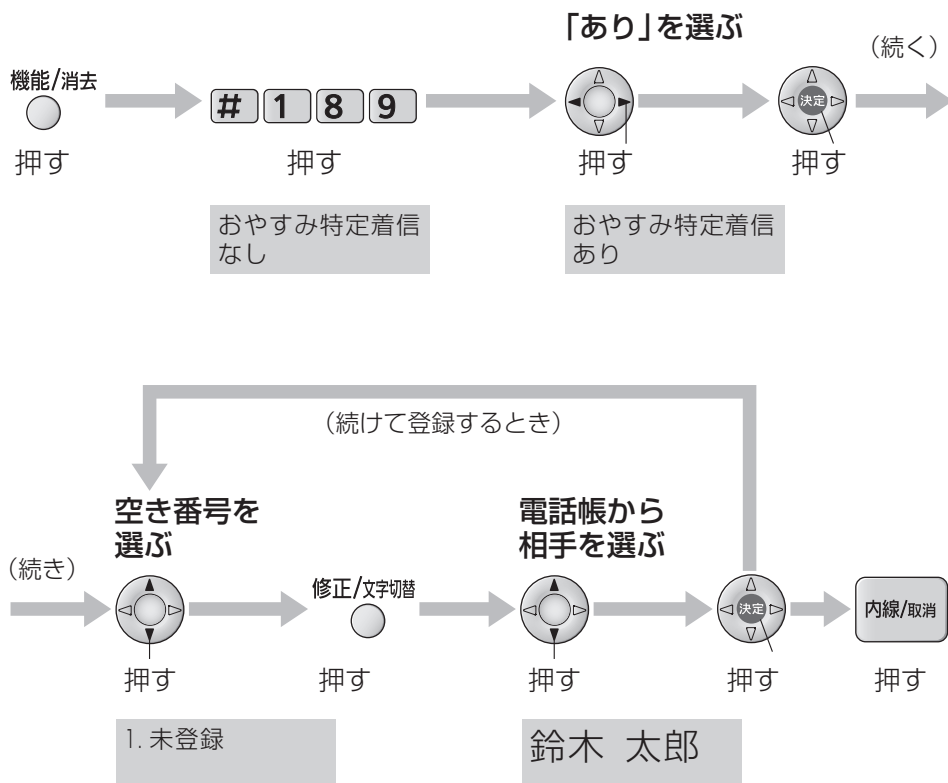 「あり」を選ぶ
（続く）
機能/消去
# 1 8 9
決定
押す
押す
押す
押す
おやすみ特定着信
なし
おやすみ特定着信
あり
（続けて登録するとき）
空き番号を
選ぶ
電話帳から
相手を選ぶ
（続き）
修正/文字切替
決定
内線/取消
押す
押す
押す
押す
押す
1. 未登録
鈴木 太郎